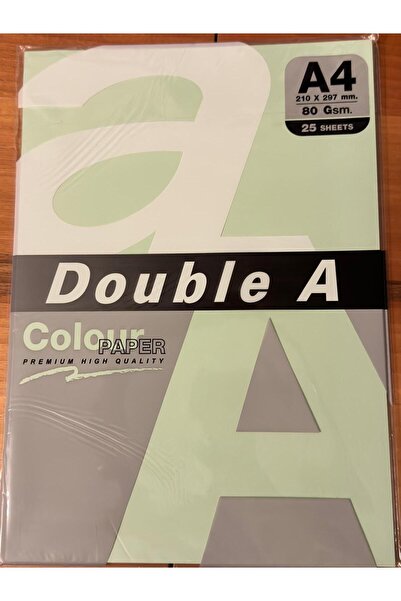 a
A4
210 X 297 mm.
80 Gsm.
25 SHEETS
Double A
Colour
PAPER
PREMIUM HIGH QUALITY
A